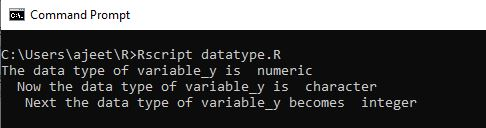 Command Prompt
C:\Users\ajeet\R>Rscript datatype.R
The data type of variable_y is  numeric
  Now the data type of variable_y is  character
   Next the data type of variable_y becomes  integer